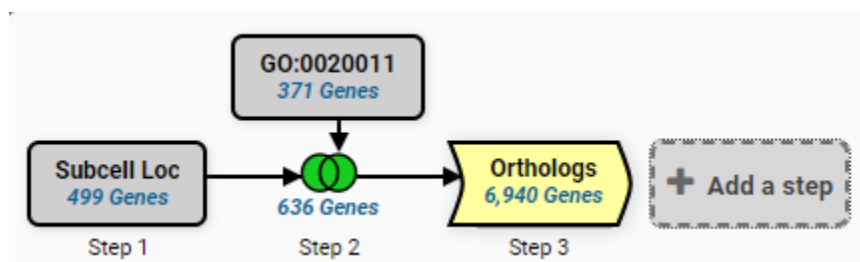 GO:0020011
371 Genes
Subcell Loc
499 Genes
636 Genes
Orthologs
6,940 Genes
+ Add a step
Step 1
Step 2
Step 3